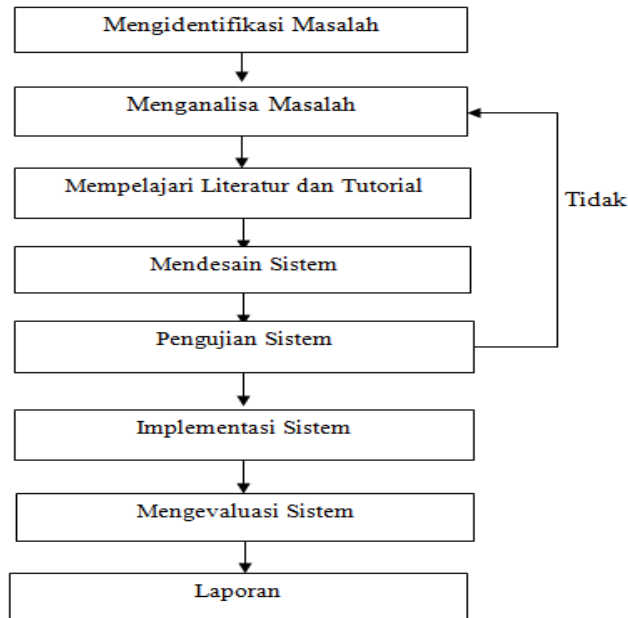 Mengidentifikasi Masalah
Menganalisa Masalah
Mempelajari Literatur dan Tutorial
Tidak
Mendesain Sistem
Pengujian Sistem
Implementasi Sistem
Mengevaluasi Sistem
Laporan